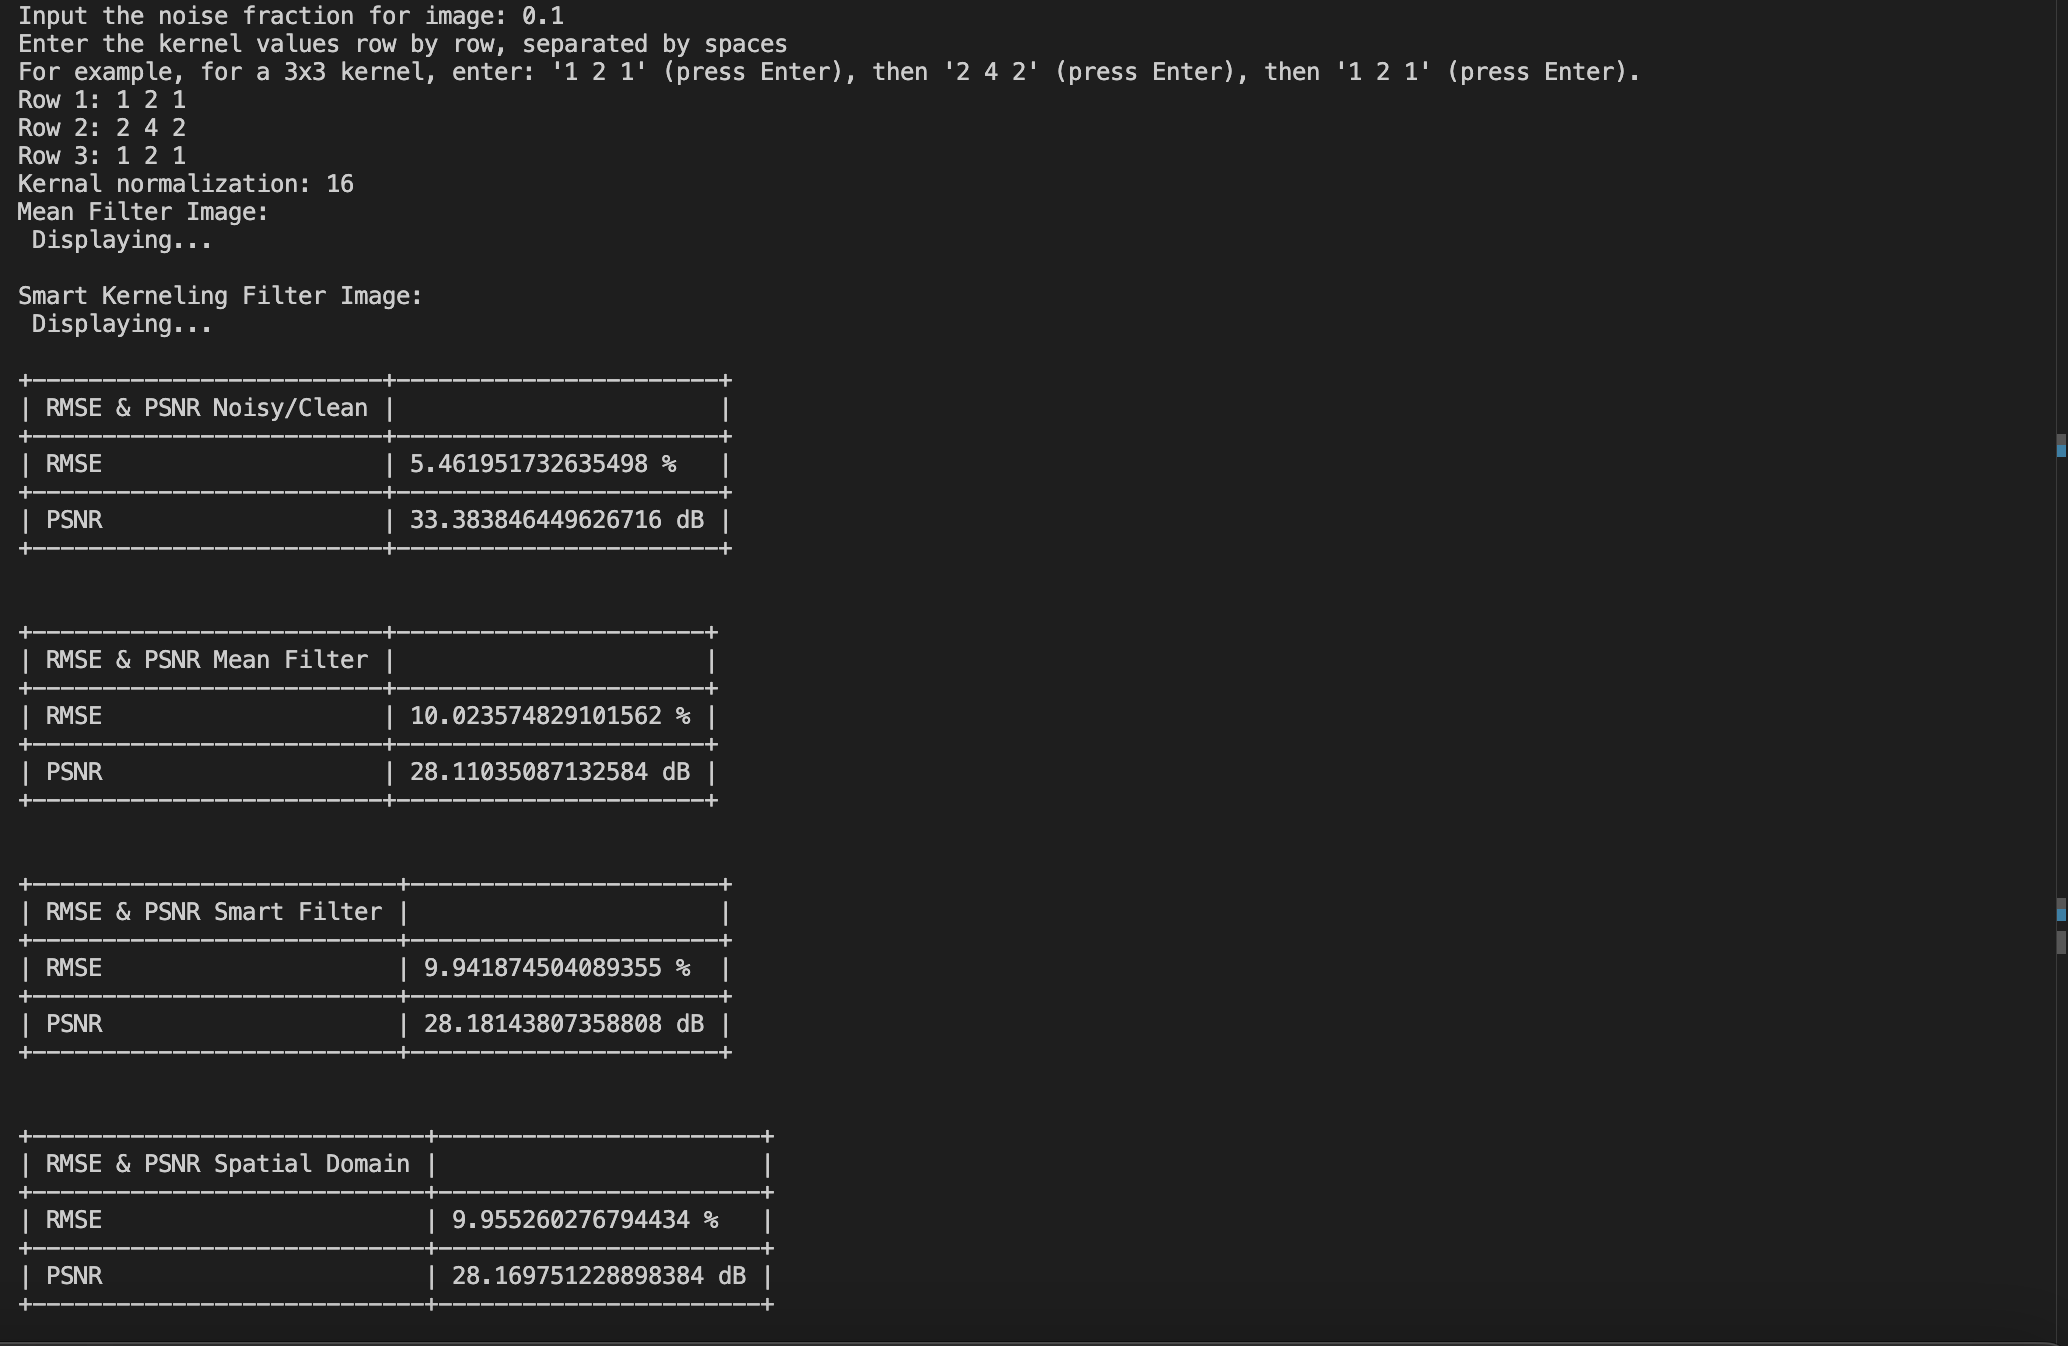 Input the noise fraction for image: 0.1
Enter the kernel values row by row, separated by spaces
For example, for a 3x3 kernel, enter: '1 2 1' (press Enter), then '2 4 2' (press Enter), then '1 2 1' (press Enter).
Row 1: 1 2 1
Row 2: 2 4 2
Row 3: 1 2 1
Kernal normalization: 16
Mean Filter Image:
Displaying...
Smart Kerneling Filter Image:
Displaying...
RMSE & PSNR Noisy/Clean
RMSE 5.461951732635498 %
PSNR 33.383846449626716 dB
RMSE & PSNR Mean Filter
RMSE 10.023574829101562 %
PSNR 28.11035087132584 dB
RMSE & PSNR Smart Filter
RMSE 9.941874504089355 %
PSNR 28.18143807358808 dB
RMSE & PSNR Spatial Domain
RMSE 9.955260276794434 %
PSNR 28.169751228898384 dB